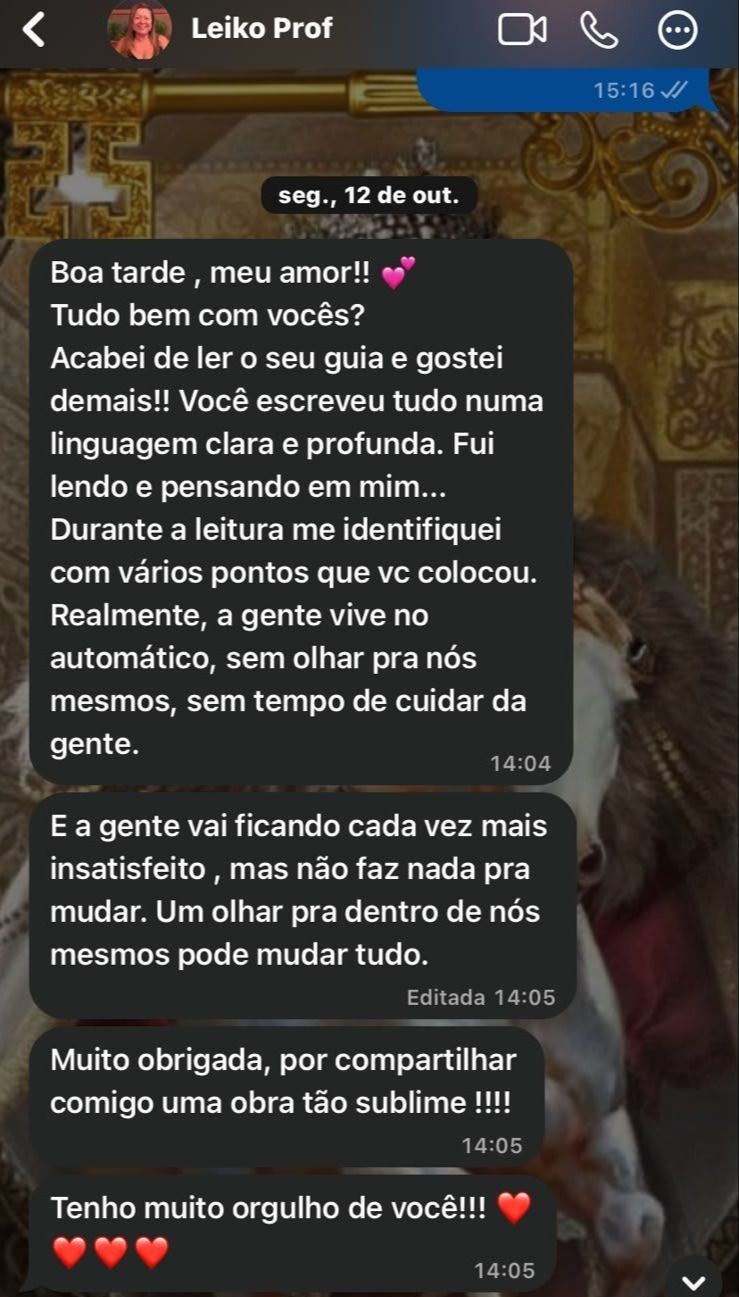 Leiko Prof
15:16
seg., 12 de out.
Boa tarde , meu amor!! 💕
Tudo bem com vocês?
Acabei de ler o seu guia e gostei
demais!! Você escreveu tudo numa
linguagem clara e profunda. Fui
lendo e pensando em mim...
Durante a leitura me identifiquei
com vários pontos que vc colocou.
Realmente, a gente vive no
automático, sem olhar pra nós
mesmos, sem tempo de cuidar da
gente.
14:04
E a gente vai ficando cada vez mais
insatisfeito , mas não faz nada pra
mudar. Um olhar pra dentro de nós
mesmos pode mudar tudo.
Editada 14:05
Muito obrigada, por compartilhar
comigo uma obra tão sublime !!!!
14:05
Tenho muito orgulho de você!!! ❤️
❤️❤️❤️
14:05